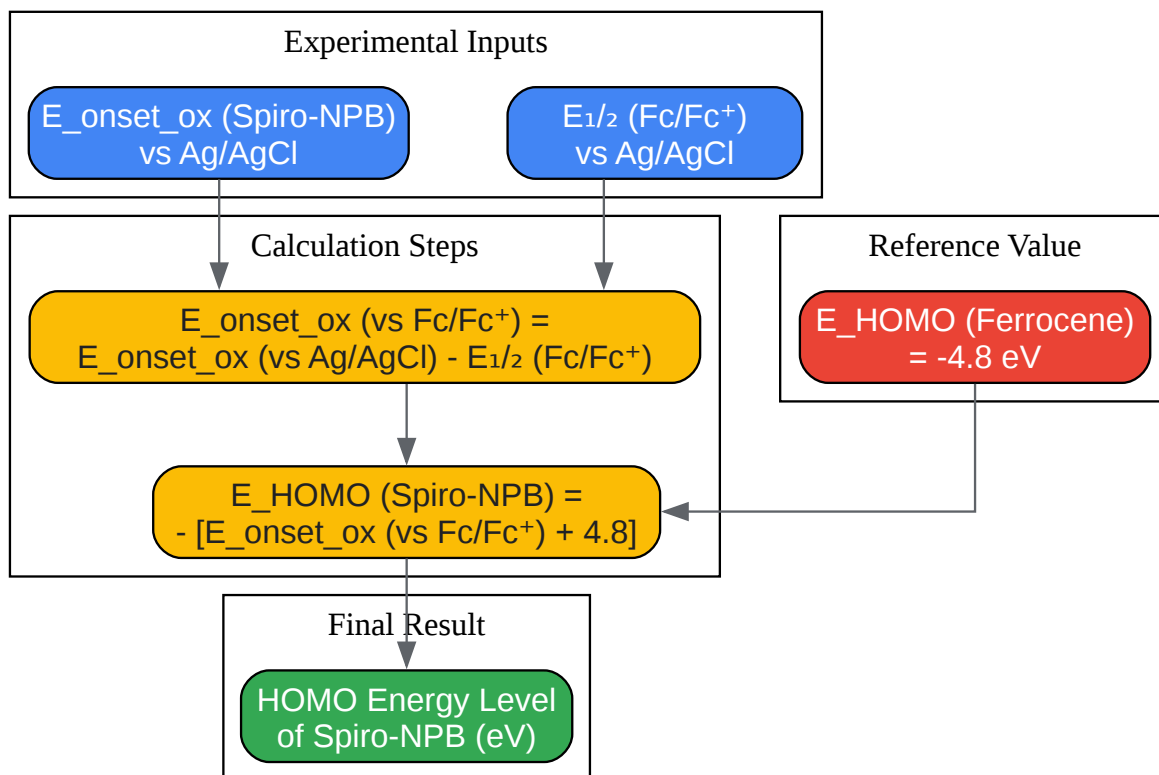 Experimental Inputs
E_onset_ox (Spiro-NPB)
vs Ag/AgCl
E₁/₂ (Fc/Fc⁺)
vs Ag/AgCl
Calculation Steps
E_onset_ox (vs Fc/Fc⁺) =
E_onset_ox (vs Ag/AgCl) - E₁/₂ (Fc/Fc⁺)
Reference Value
E_HOMO (Ferrocene)
= -4.8 eV
E_HOMO (Spiro-NPB) =
- [E_onset_ox (vs Fc/Fc⁺) + 4.8]
Final Result
HOMO Energy Level
of Spiro-NPB (eV)